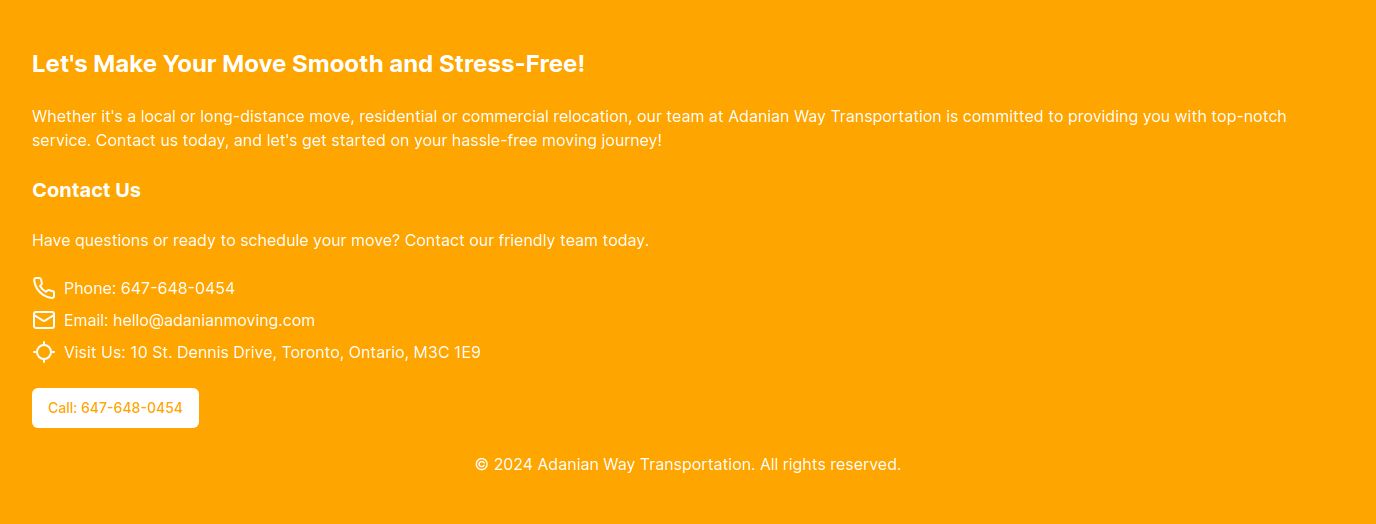 Let's Make Your Move Smooth and Stress-Free!
Whether it's a local or long-distance move, residential or commercial relocation, our team at Adanian Way Transportation is committed to providing you with top-notch
service. Contact us today, and let's get started on your hassle-free moving journey!
Contact Us
Have questions or ready to schedule your move? Contact our friendly team today.
Phone: 647-648-0454
Email: hello@adanianmoving.com
Visit Us: 10 St. Dennis Drive, Toronto, Ontario, M3C 1E9
Call: 647-648-0454
© 2024 Adanian Way Transportation. All rights reserved.